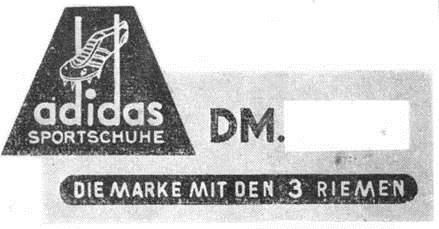 adidas
SPORTSCHUHE
DM.
DIE MARKE MIT DEN 3 RIEMEN